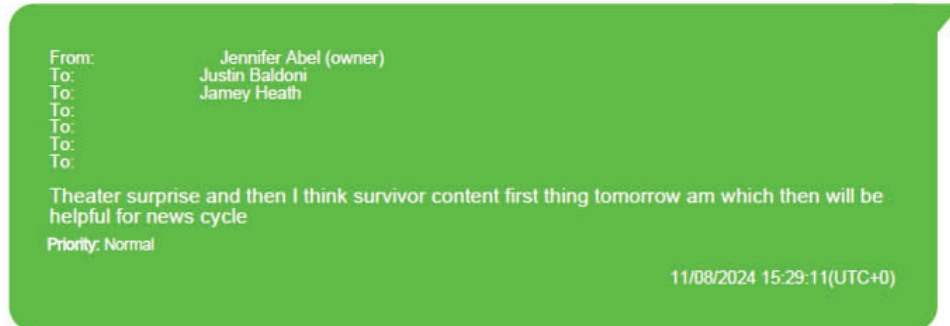 From: Jennifer Abel (owner)
To: Justin Baldoni
To: Jamey Heath
To:
To:
To:
To:
Theater surprise and then I think survivor content first thing tomorrow am which then will be
helpful for news cycle
Priority: Normal
11/08/2024 15:29:11(UTC+0)